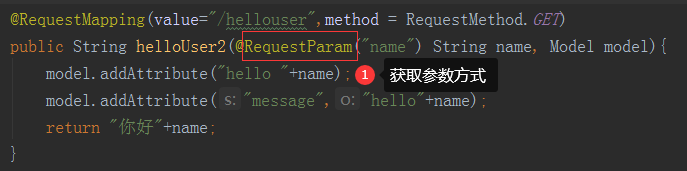 @RequestMapping(value="/hellouser",method = RequestMethod.GET)
public String helloUser2(@RequestParam("name") String name, Model model){
model.addAttribute("hello "+name);
1 获取参数方式
model.addAttribute( s: "message", o: "hello"+name);
return "你好"+name;
}